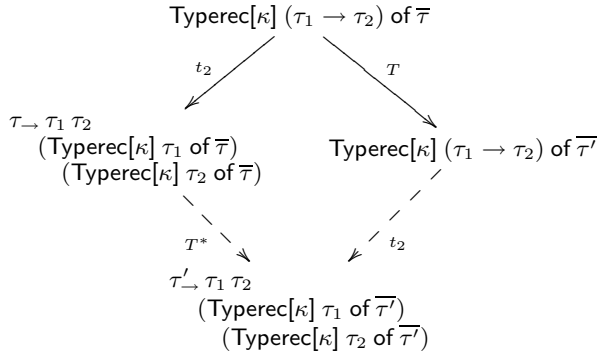 Typerec[κ] (τ₁ → τ₂) of τ̅
t₂
T
τ→ τ₁ τ₂
(Typerec[κ] τ₁ of τ̅)
(Typerec[κ] τ₂ of τ̅)
Typerec[κ] (τ₁ → τ₂) of τ̅′
T*
t₂
τ′→ τ₁ τ₂
(Typerec[κ] τ₁ of τ̅′)
(Typerec[κ] τ₂ of τ̅′)